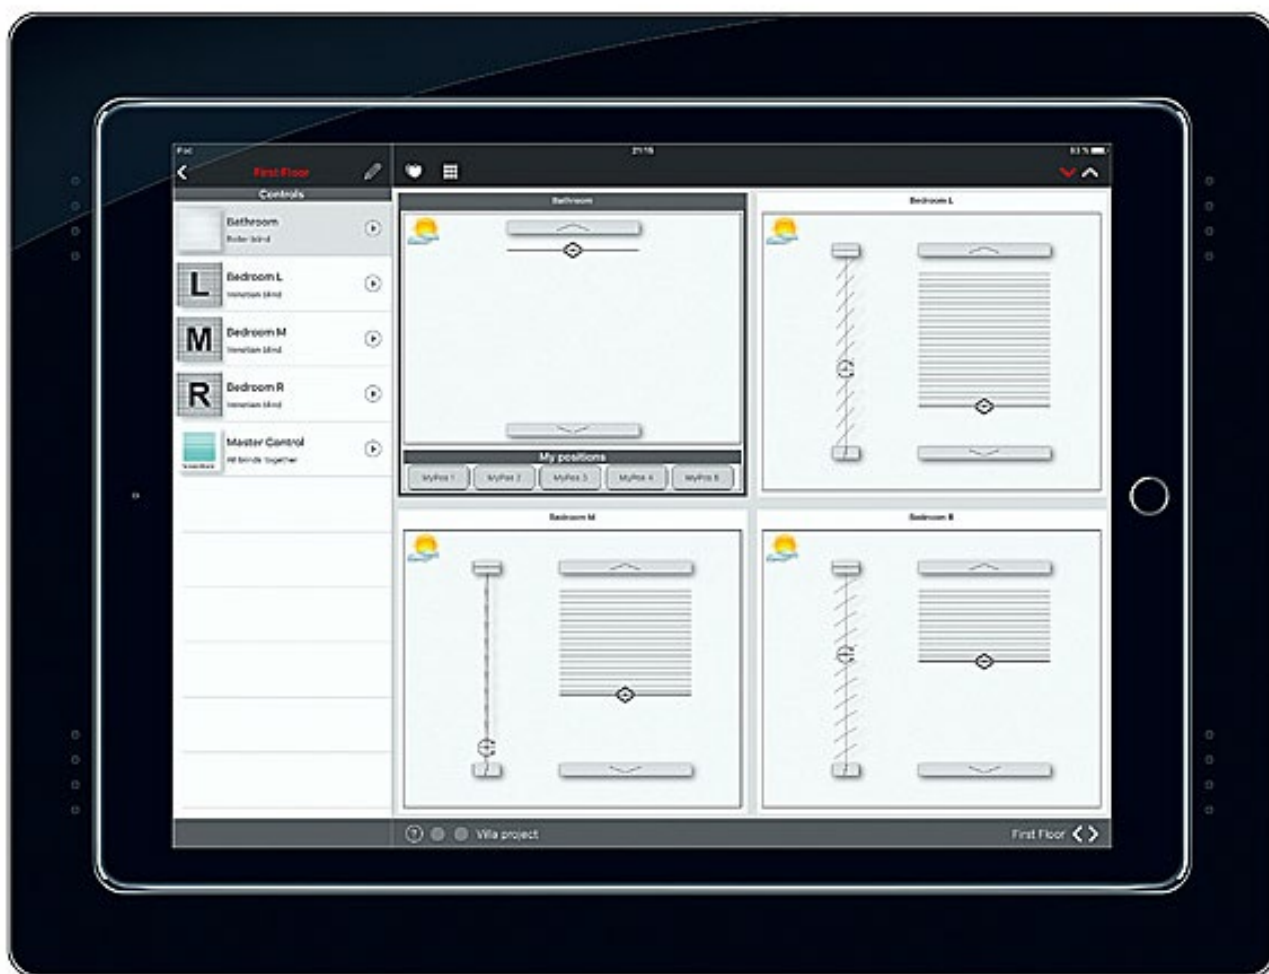 iPad
21:15
93 %
First Floor
Controls
Bathroom
Roller blind
L
Bedroom L
Venetian blind
M
Bedroom M
Venetian blind
R
Bedroom R
Venetian blind
Master Control
All blinds together
Bathroom
My positions
MyPos 1
MyPos 2
MyPos 3
MyPos 4
MyPos 5
Bedroom L
Bedroom M
Bedroom R
?
Villa project
First Floor